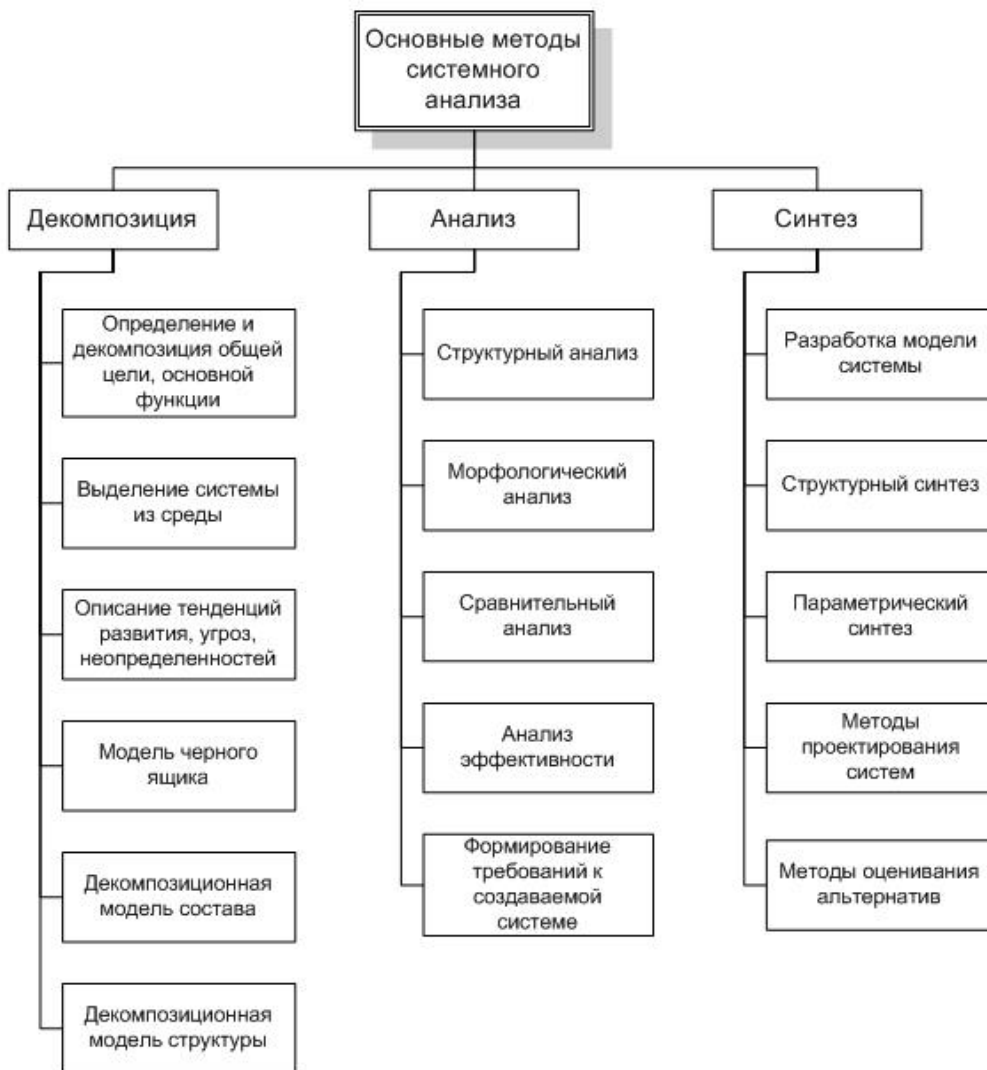 Основные методы
системного
анализа
Декомпозиция
Анализ
Синтез
Определение и
декомпозиция общей
цели, основной
функции
Выделение системы
из среды
Описание тенденций
развития, угроз,
неопределенностей
Модель черного
ящика
Декомпозиционная
модель состава
Декомпозиционная
модель структуры
Структурный анализ
Морфологический
анализ
Сравнительный
анализ
Анализ
эффективности
Формирование
требований к
создаваемой
системе
Разработка модели
системы
Структурный синтез
Параметрический
синтез
Методы
проектирования
систем
Методы оценивания
альтернатив